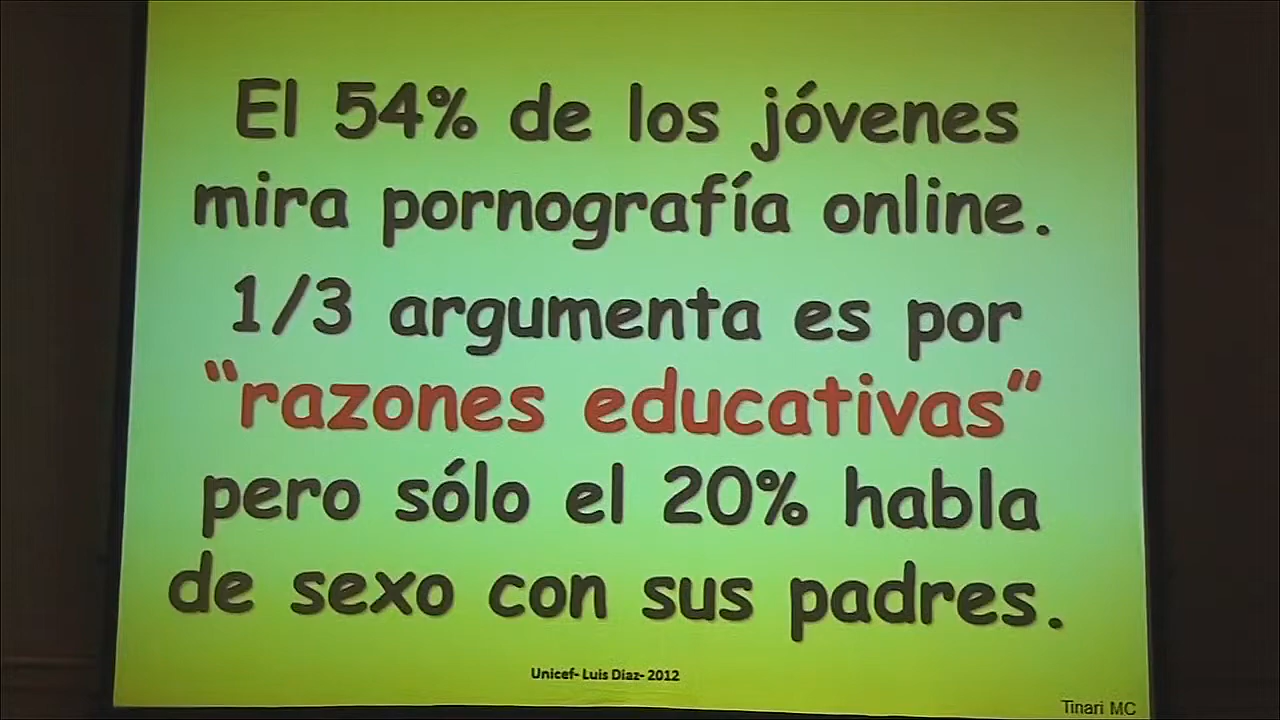 El 54% de los jóvenes
mira pornografía online.
1/3 argumenta es por
“razones educativas”
pero sólo el 20% habla
de sexo con sus padres.
Unicef- Luis Diaz- 2012
Tinari MC